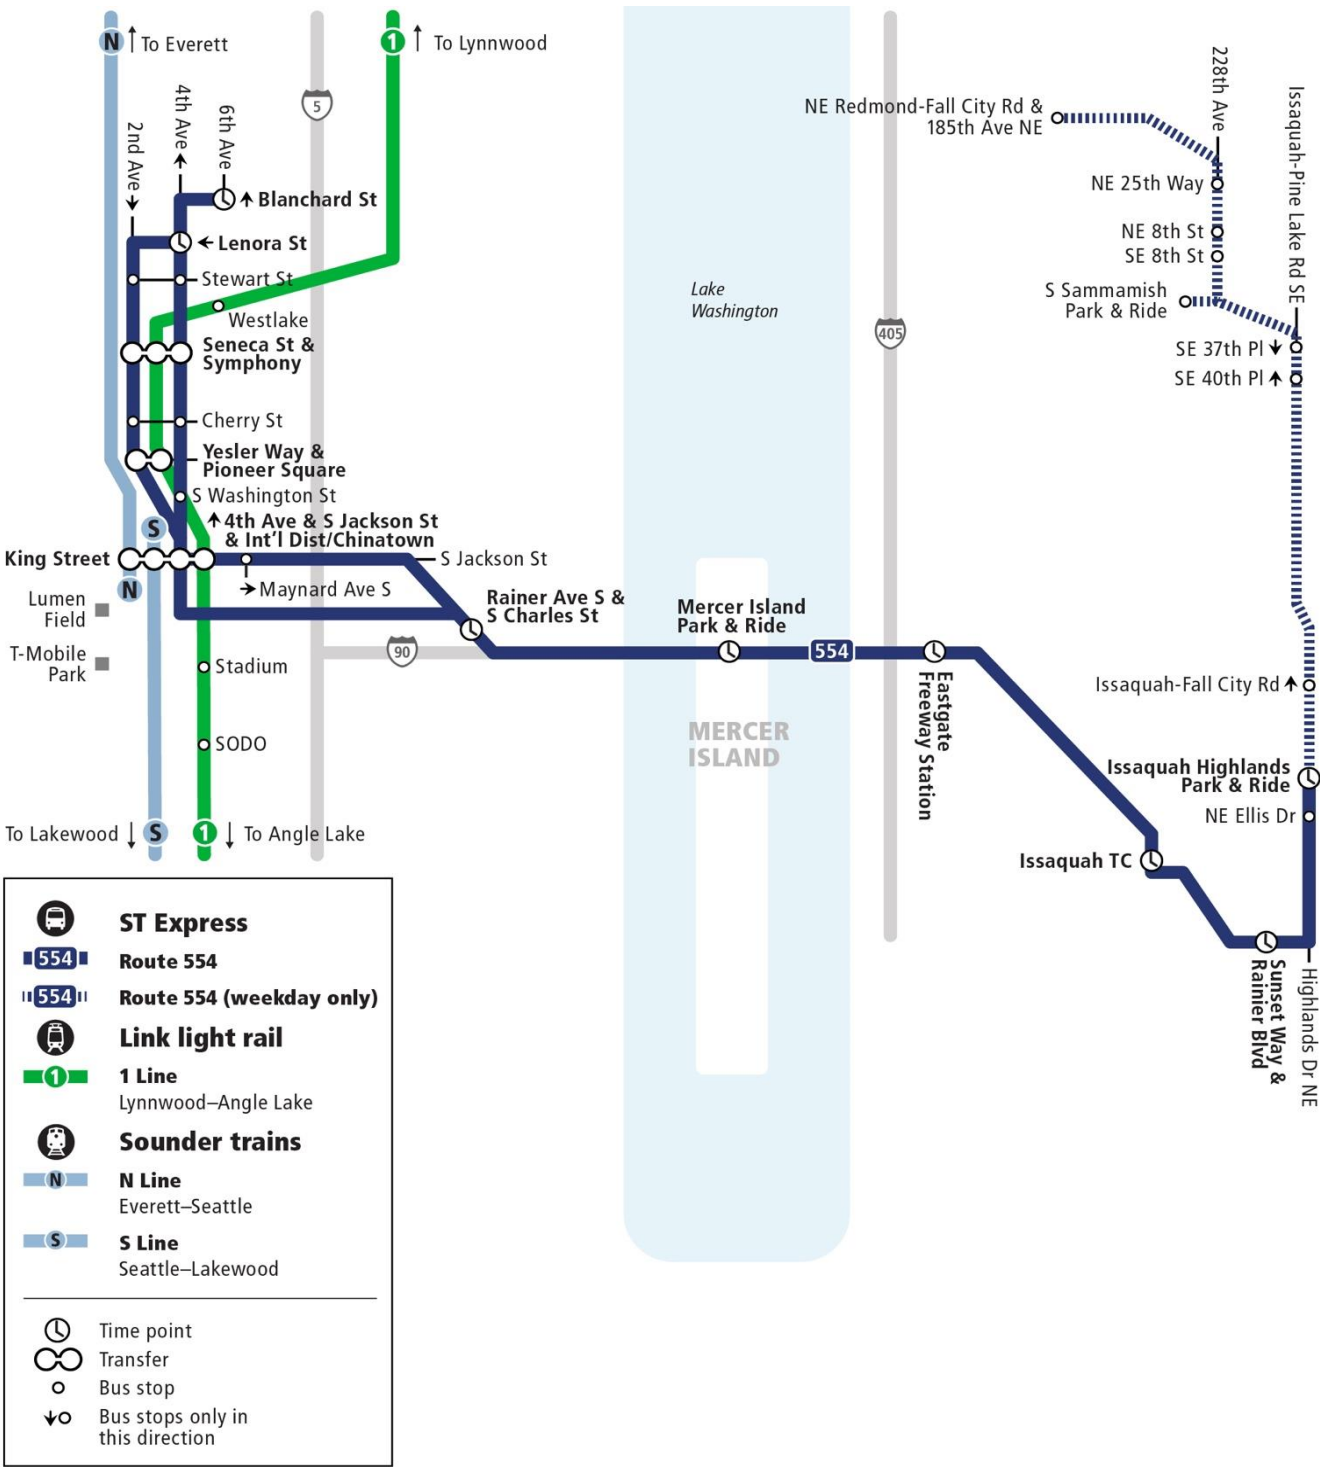 N
To Everett
1
To Lynnwood
5
2nd Ave
4th Ave
6th Ave
Blanchard St
Lenora St
Stewart St
Westlake
Seneca St &
Symphony
Cherry St
Yesler Way &
Pioneer Square
S Washington St
S
4th Ave & S Jackson St
& Int'l Dist/Chinatown
King Street
S Jackson St
N
Maynard Ave S
Lumen
Field
T-Mobile
Park
Rainer Ave S &
S Charles St
90
Stadium
SODO
To Lakewood
S
1
To Angle Lake
Lake
Washington
Mercer Island
Park & Ride
554
MERCER
ISLAND
405
Eastgate
Freeway Station
NE Redmond-Fall City Rd &
185th Ave NE
228th Ave
Issaquah-Pine Lake Rd SE
NE 25th Way
NE 8th St
SE 8th St
S Sammamish
Park & Ride
SE 37th Pl
SE 40th Pl
Issaquah-Fall City Rd
Issaquah Highlands
Park & Ride
NE Ellis Dr
Issaquah TC
Sunset Way &
Rainier Blvd
Highlands Dr NE
ST Express
554
Route 554
554
Route 554 (weekday only)
Link light rail
1
1 Line
Lynnwood–Angle Lake
Sounder trains
N
N Line
Everett–Seattle
S
S Line
Seattle–Lakewood
Time point
Transfer
Bus stop
Bus stops only in
this direction